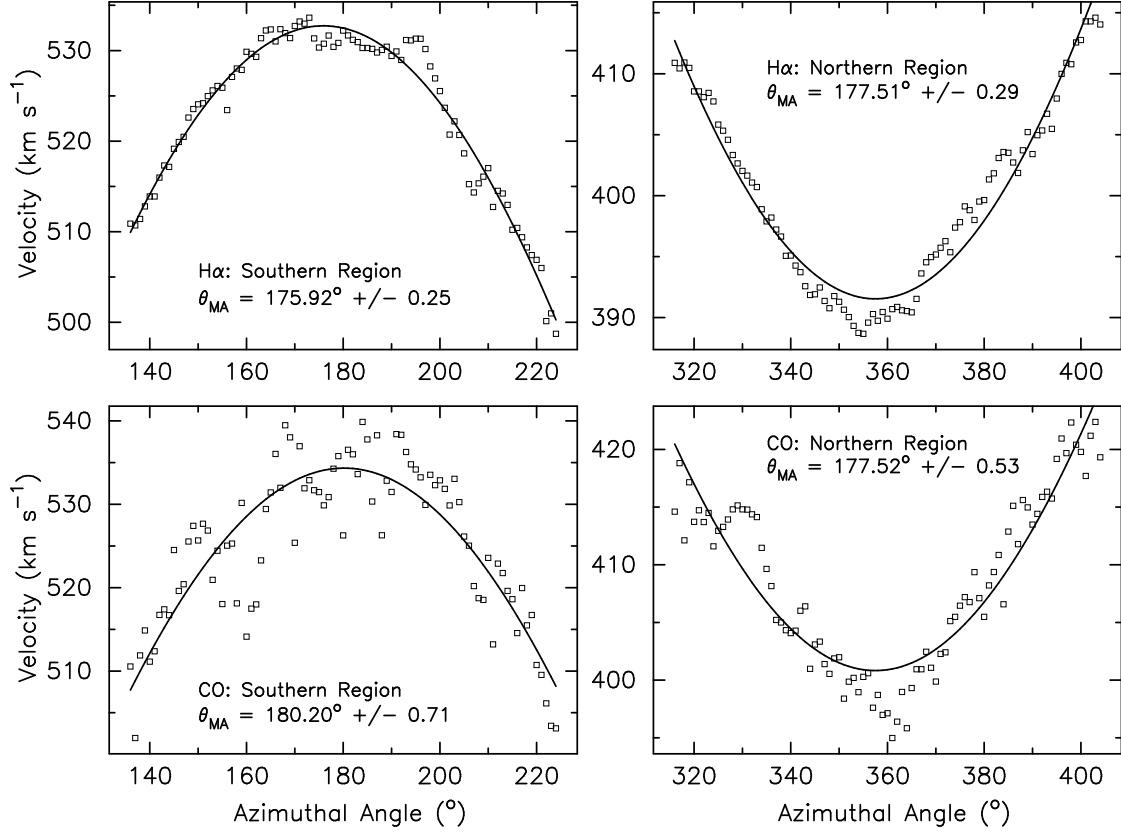 530
520
510
500
Velocity (km s⁻¹)
140 160 180 200 220
Hα: Southern Region
θMA = 175.92° +/− 0.25
410
400
390
320 340 360 380 400
Hα: Northern Region
θMA = 177.51° +/− 0.29
540
530
520
510
Velocity (km s⁻¹)
140 160 180 200 220
Azimuthal Angle (°)
CO: Southern Region
θMA = 180.20° +/− 0.71
420
410
400
320 340 360 380 400
Azimuthal Angle (°)
CO: Northern Region
θMA = 177.52° +/− 0.53